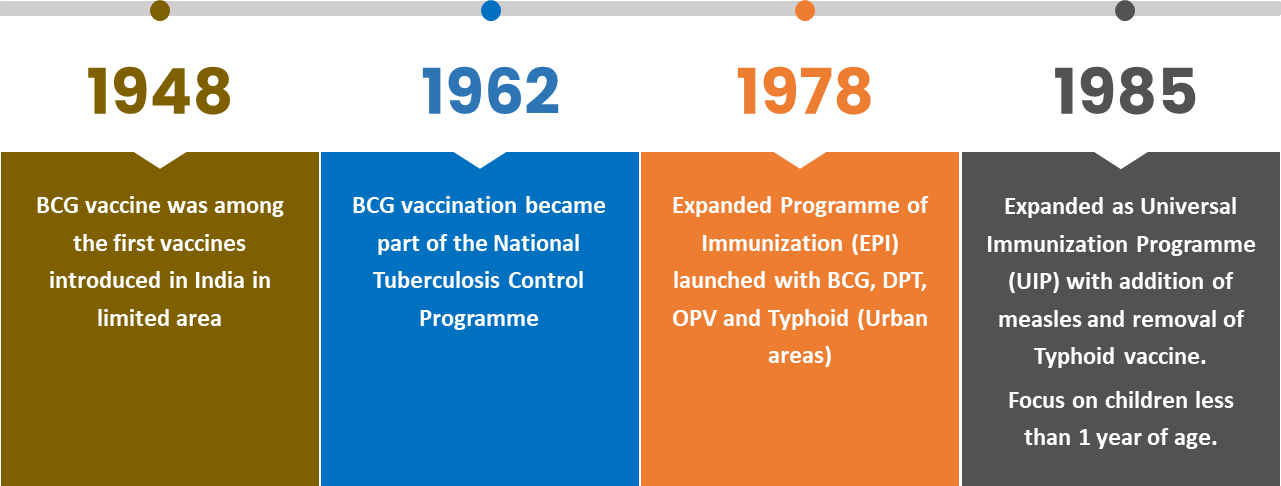 1948
BCG vaccine was among
the first vaccines
introduced in India in
limited area
1962
BCG vaccination became
part of the National
Tuberculosis Control
Programme
1978
Expanded Programme of
Immunization (EPI)
launched with BCG, DPT,
OPV and Typhoid (Urban
areas)
1985
Expanded as Universal
Immunization Programme
(UIP) with addition of
measles and removal of
Typhoid vaccine.
Focus on children less
than 1 year of age.